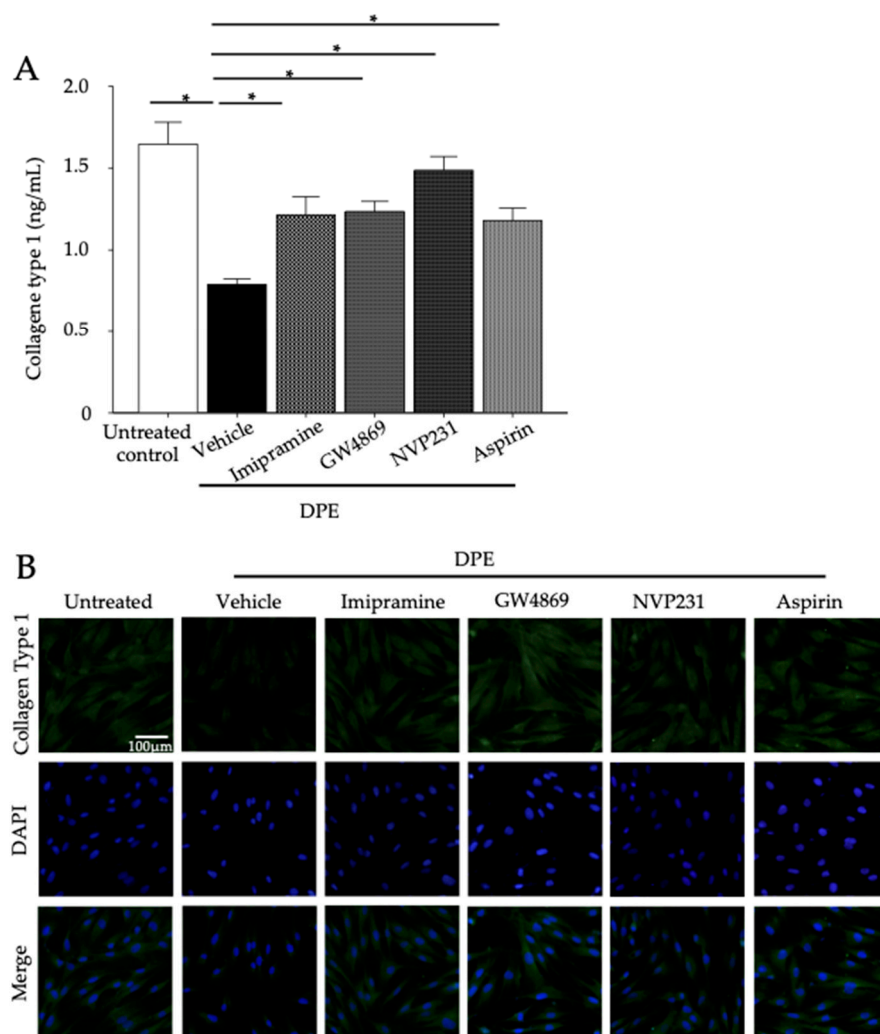 A
*
*
*
*
*
Collagene type 1 (ng/mL)
2.0
1.5
1.0
0.5
0
Untreated
control
Vehicle
Imipramine
GW4869
NVP231
Aspirin
DPE
B
DPE
Untreated
Vehicle
Imipramine
GW4869
NVP231
Aspirin
Collagen Type 1
100μm
DAPI
Merge